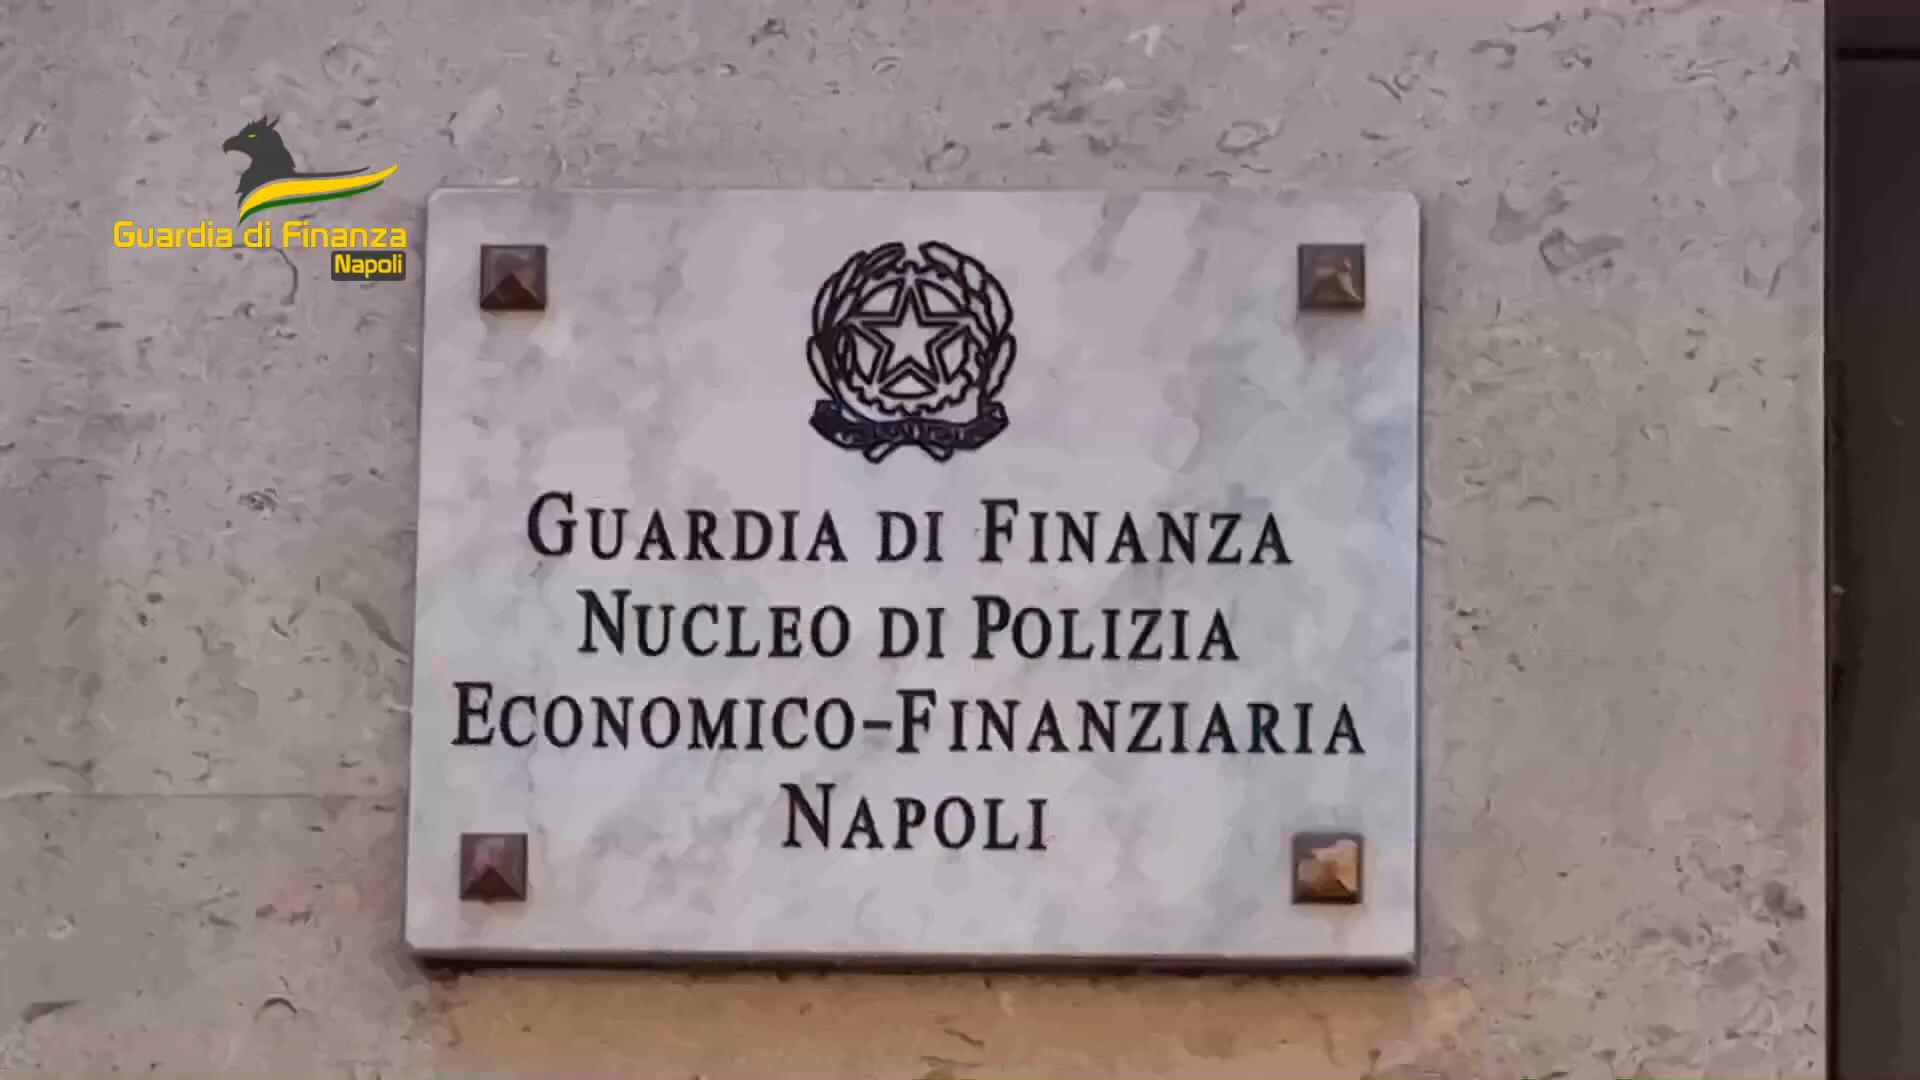 Guardia di Finanza
Napoli
GUARDIA DI FINANZA
NUCLEO DI POLIZIA
ECONOMICO-FINANZIARIA
NAPOLI